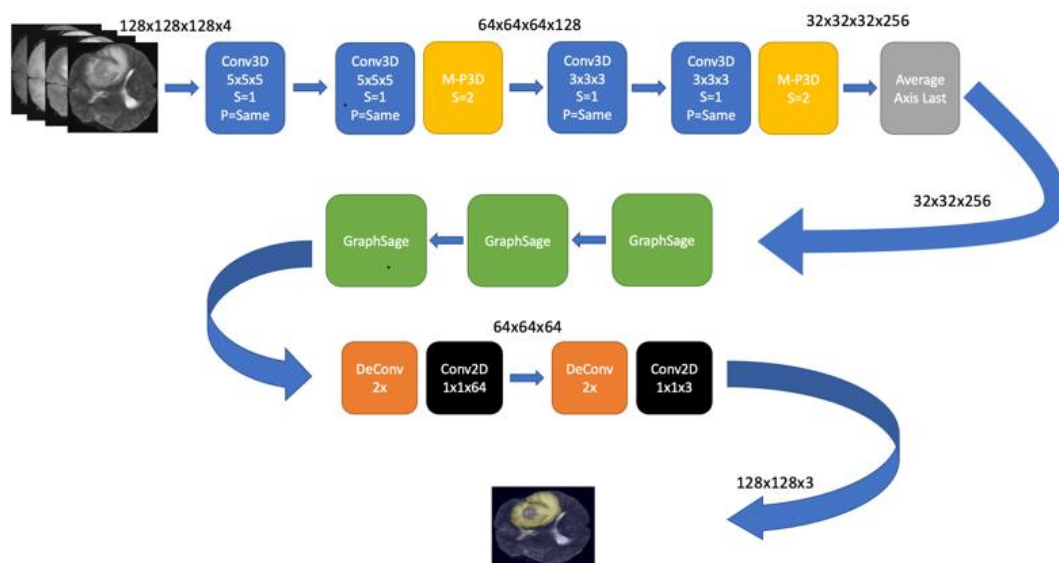 128x128x128x4
64x64x64x128
32x32x32x256
Conv3D
5x5x5
S=1
P=Same
Conv3D
5x5x5
S=1
P=Same
M-P3D
S=2
Conv3D
3x3x3
S=1
P=Same
Conv3D
3x3x3
S=1
P=Same
M-P3D
S=2
Average
Axis Last
32x32x256
GraphSage
GraphSage
GraphSage
64x64x64
DeConv
2x
Conv2D
1x1x64
DeConv
2x
Conv2D
1x1x3
128x128x3